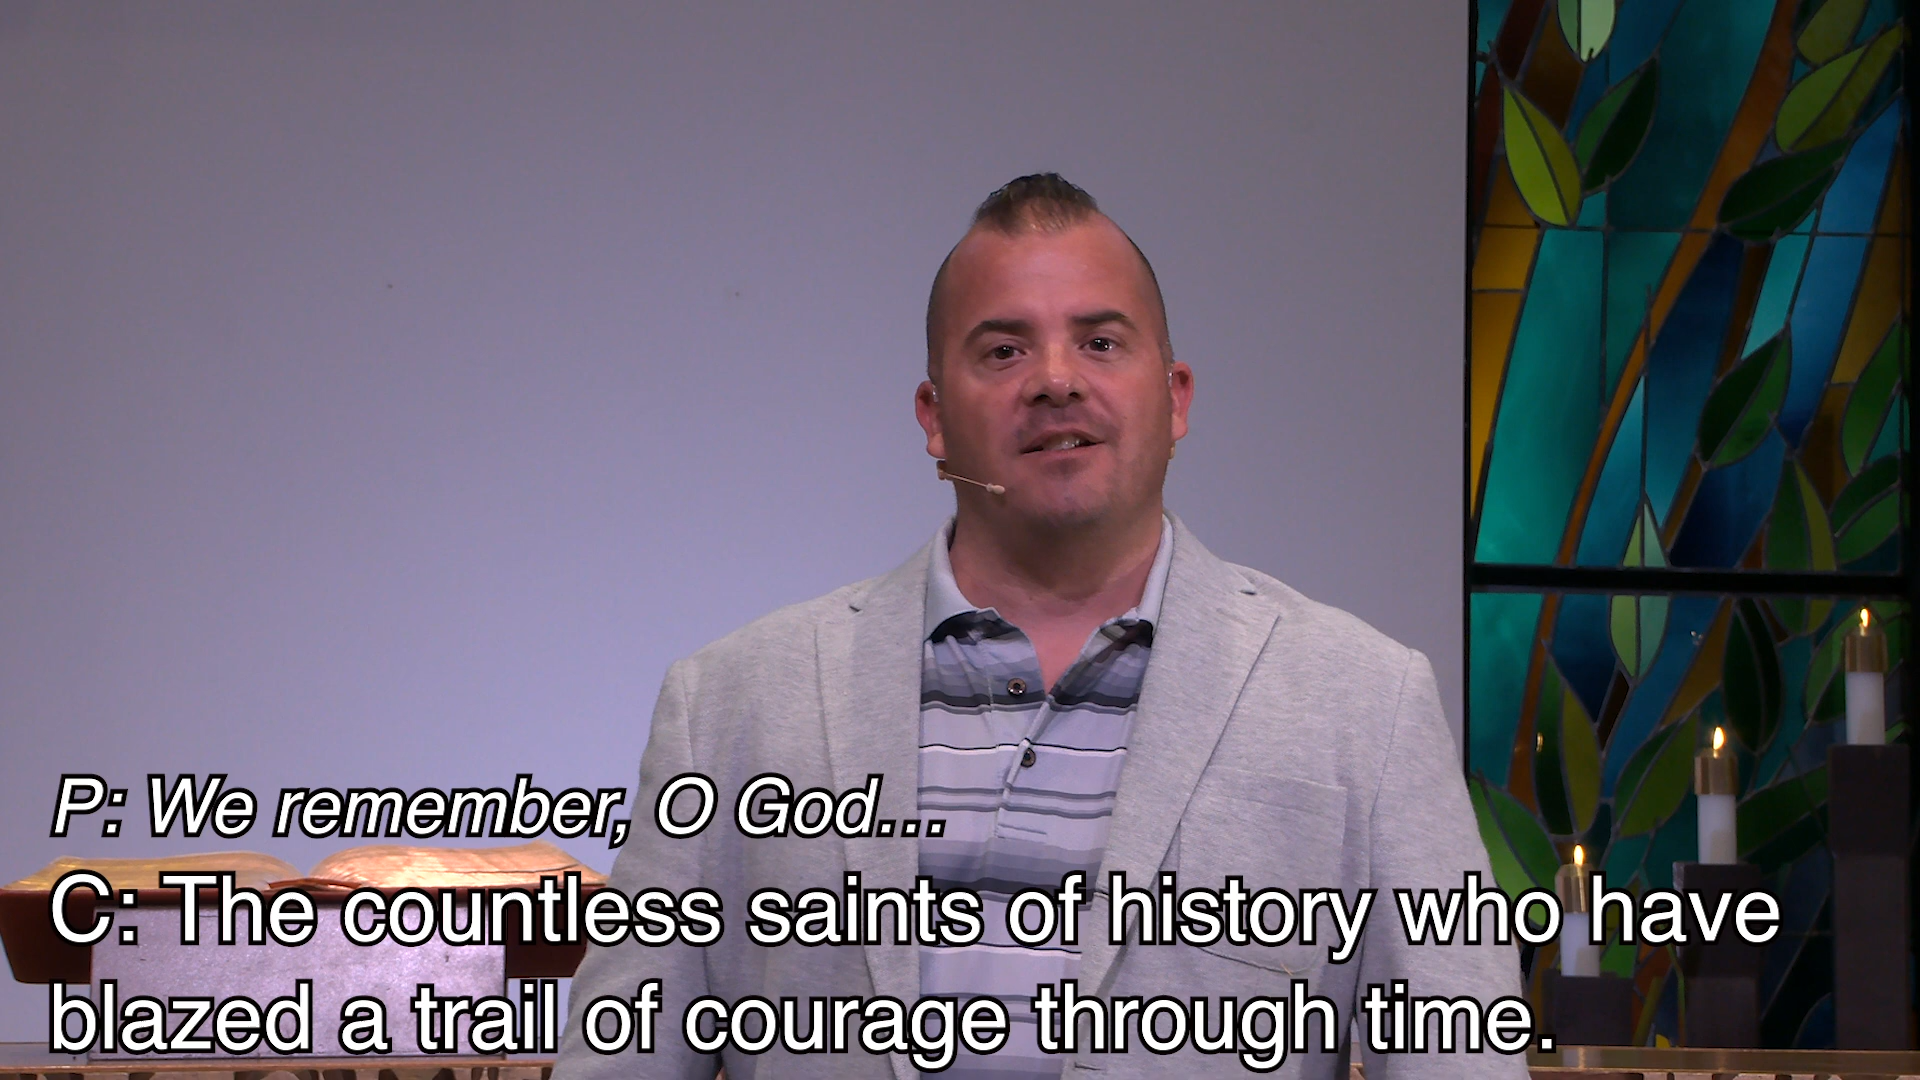 P: We remember, O God...
C: The countless saints of history who have
blazed a trail of courage through time.